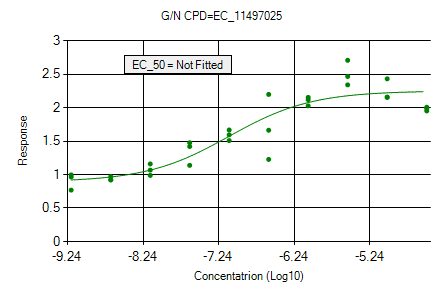 G/N CPD=EC_11497025
EC_50 = Not Fitted
3
2.5
2
1.5
1
0.5
0
Response
-9.24 -8.24 -7.24 -6.24 -5.24
Concentatrion (Log10)